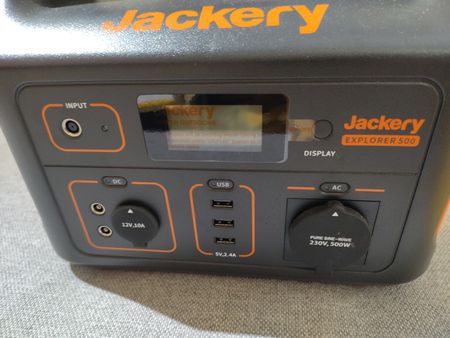 Jackery
INPUT
DISPLAY
Jackery
EXPLORER 500
DC
USB
AC
12V,10A
PURE SINE-WAVE
230V,500W
5V,2.4A